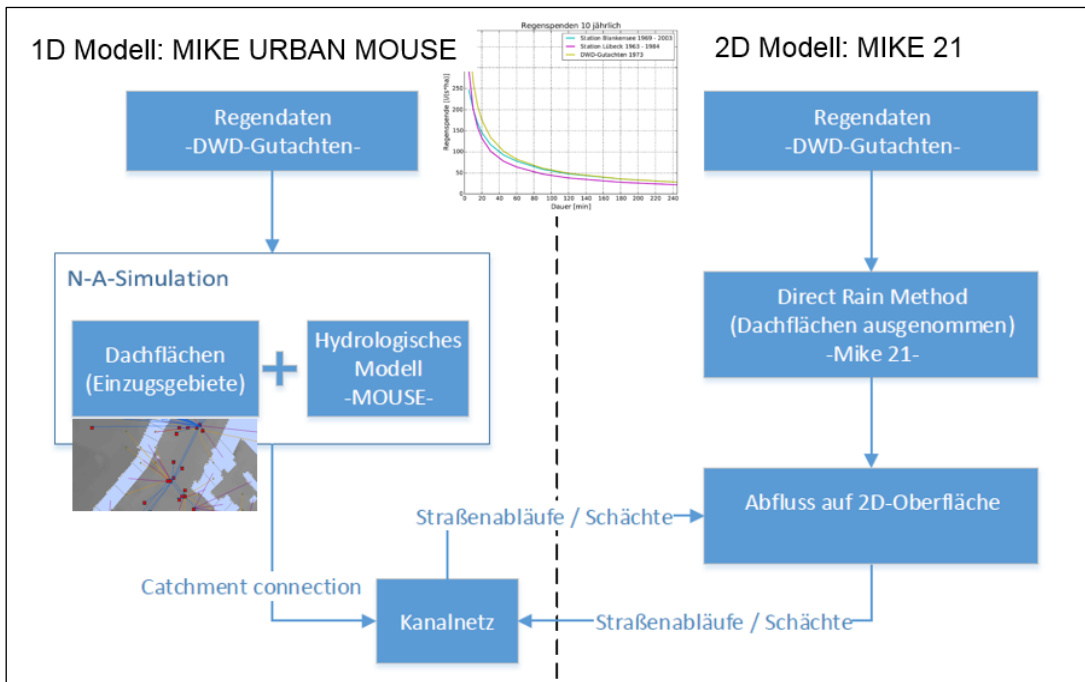 1D Modell: MIKE URBAN MOUSE
Regendaten
-DWD-Gutachten-
N-A-Simulation
Dachflächen
(Einzugsgebiete)
Hydrologisches
Modell
-MOUSE-
Catchment connection
Kanalnetz
Straßenabläufe / Schächte
Straßenabläufe / Schächte
Regenspenden 10 jährlich
Station Blankensee 1969 - 2003
Station Lübeck 1963 - 1984
DWD-Gutachten 1973
Regenspende [l/(s*ha)]
250
200
150
100
50
0
0 20 40 60 80 100 120 140 160 180 200 220 240
Dauer [min]
2D Modell: MIKE 21
Regendaten
-DWD-Gutachten-
Direct Rain Method
(Dachflächen ausgenommen)
-Mike 21-
Abfluss auf 2D-Oberfläche